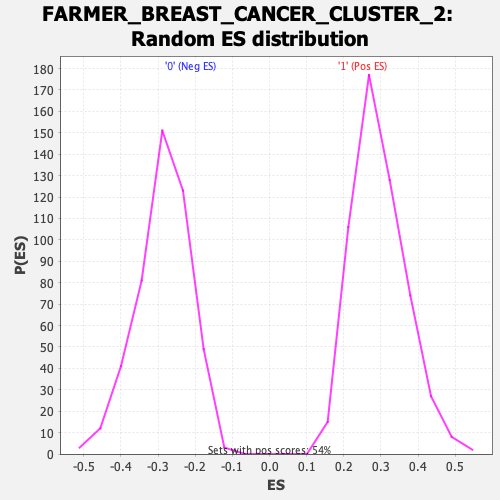 FARMER_BREAST_CANCER_CLUSTER_2:
Random ES distribution
'0' (Neg ES)
'1' (Pos ES)
180
170
160
150
140
130
120
110
100
90
80
70
60
50
40
30
20
10
0
P(ES)
Sets with pos scores: 54%
-0.5 -0.4 -0.3 -0.2 -0.1 0.0 0.1 0.2 0.3 0.4 0.5
ES